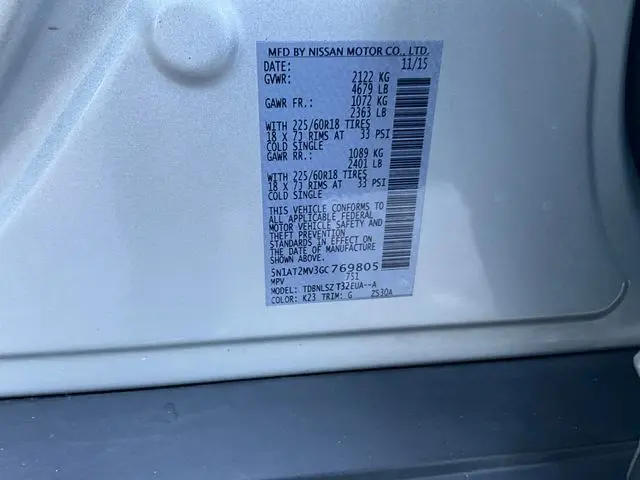 MFD BY NISSAN MOTOR CO., LTD.
DATE: 11/15
GVWR: 2122 KG
4679 LB
GAWR FR.: 1072 KG
2363 LB
WITH 225/60R18 TIRES
18 X 7J RIMS AT 33 PSI
COLD SINGLE
GAWR RR.: 1089 KG
2401 LB
WITH 225/60R18 TIRES
18 X 7J RIMS AT 33 PSI
COLD SINGLE
THIS VEHICLE CONFORMS TO
ALL APPLICABLE FEDERAL
MOTOR VEHICLE SAFETY AND
THEFT PREVENTION
STANDARDS IN EFFECT ON
THE DATE OF MANUFACTURE
SHOWN ABOVE.
5N1AT2MV3GC769805
MPV 751
MODEL: TDBNLSZ T32EUA--A
COLOR: K23 TRIM: G 2S30A